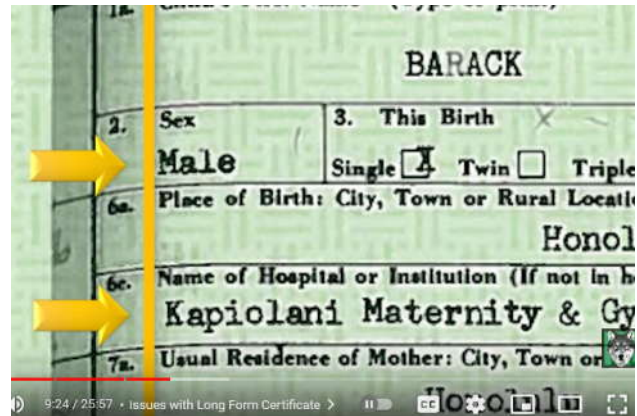 1a.
BARACK
2. Sex 3. This Birth
Male Single X Twin Triple
6a. Place of Birth: City, Town or Rural
Honol
6c. Name of Hospital or Institution (If not in h
Kapiolani Maternity & Gy
7a. Usual Residence of Mother: City, Town or
9:24 / 25:57 • Issues with Long Form Certificate > CC